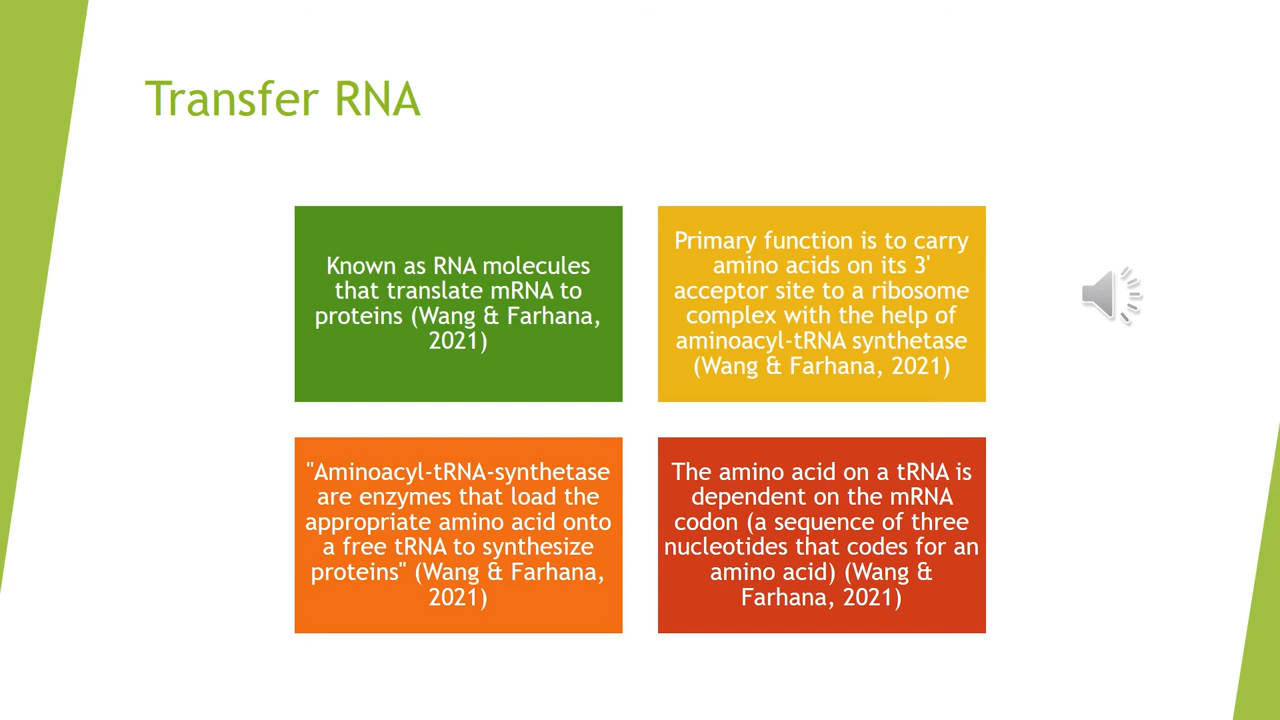 Transfer RNA
Known as RNA molecules
that translate mRNA to
proteins (Wang & Farhana,
2021)
Primary function is to carry
amino acids on its 3'
acceptor site to a ribosome
complex with the help of
aminoacyl-tRNA synthetase
(Wang & Farhana, 2021)
"Aminoacyl-tRNA-synthetase
are enzymes that load the
appropriate amino acid onto
a free tRNA to synthesize
proteins" (Wang & Farhana,
2021)
The amino acid on a tRNA is
dependent on the mRNA
codon (a sequence of three
nucleotides that codes for an
amino acid) (Wang &
Farhana, 2021)